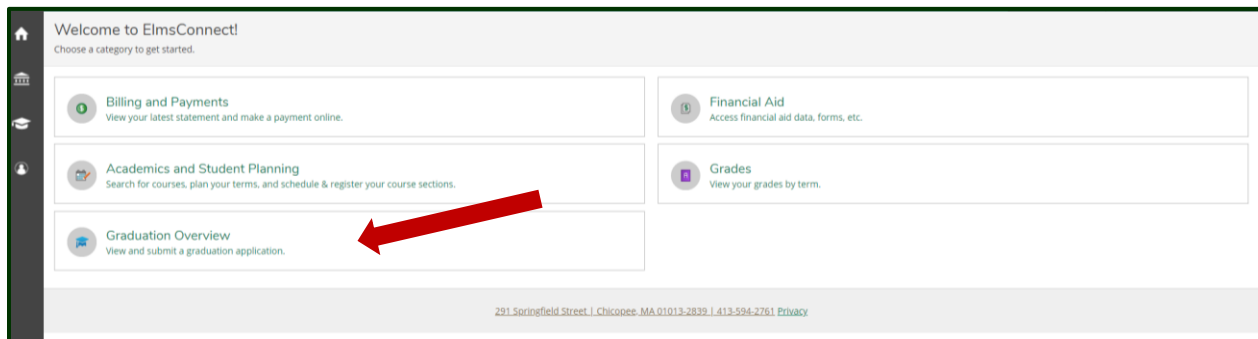 Welcome to ElmsConnect!
Choose a category to get started.
Billing and Payments
View your latest statement and make a payment online.
Financial Aid
Access financial aid data, forms, etc.
Academics and Student Planning
Search for courses, plan your terms, and schedule & register your course sections.
Grades
View your grades by term.
Graduation Overview
View and submit a graduation application.
291 Springfield Street | Chicopee, MA 01013-2839 | 413-594-2761 Privacy